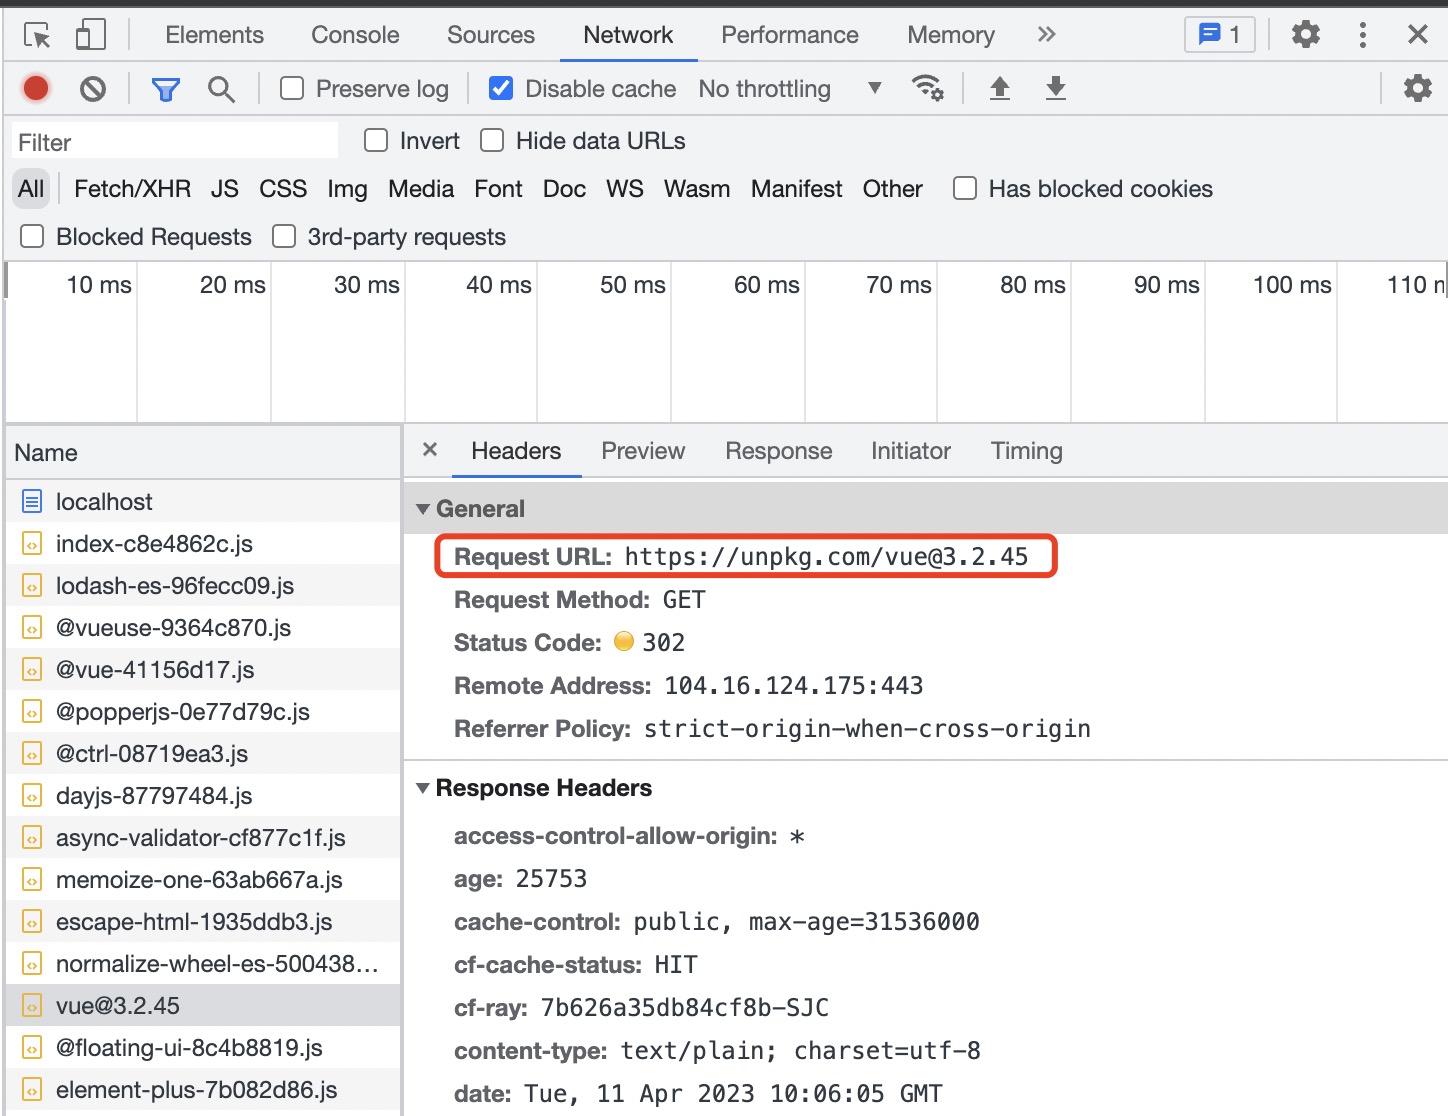 Elements Console Sources Network Performance Memory 1
Preserve log Disable cache No throttling
Filter Invert Hide data URLs
All Fetch/XHR JS CSS Img Media Font Doc WS Wasm Manifest Other Has blocked cookies
Blocked Requests 3rd-party requests
10 ms 20 ms 30 ms 40 ms 50 ms 60 ms 70 ms 80 ms 90 ms 100 ms 110
Name
localhost
index-c8e4862c.js
lodash-es-96fecc09.js
@vueuse-9364c870.js
@vue-41156d17.js
@popperjs-0e77d79c.js
@ctrl-08719ea3.js
dayjs-87797484.js
async-validator-cf877c1f.js
memoize-one-63ab667a.js
escape-html-1935ddb3.js
normalize-wheel-es-500438...
vue@3.2.45
@floating-ui-8c4b8819.js
element-plus-7b082d86.js
Headers Preview Response Initiator Timing
General
Request URL: https://unpkg.com/vue@3.2.45
Request Method: GET
Status Code: 302
Remote Address: 104.16.124.175:443
Referrer Policy: strict-origin-when-cross-origin
Response Headers
access-control-allow-origin: *
age: 25753
cache-control: public, max-age=31536000
cf-cache-status: HIT
cf-ray: 7b626a35db84cf8b-SJC
content-type: text/plain; charset=utf-8
date: Tue, 11 Apr 2023 10:06:05 GMT